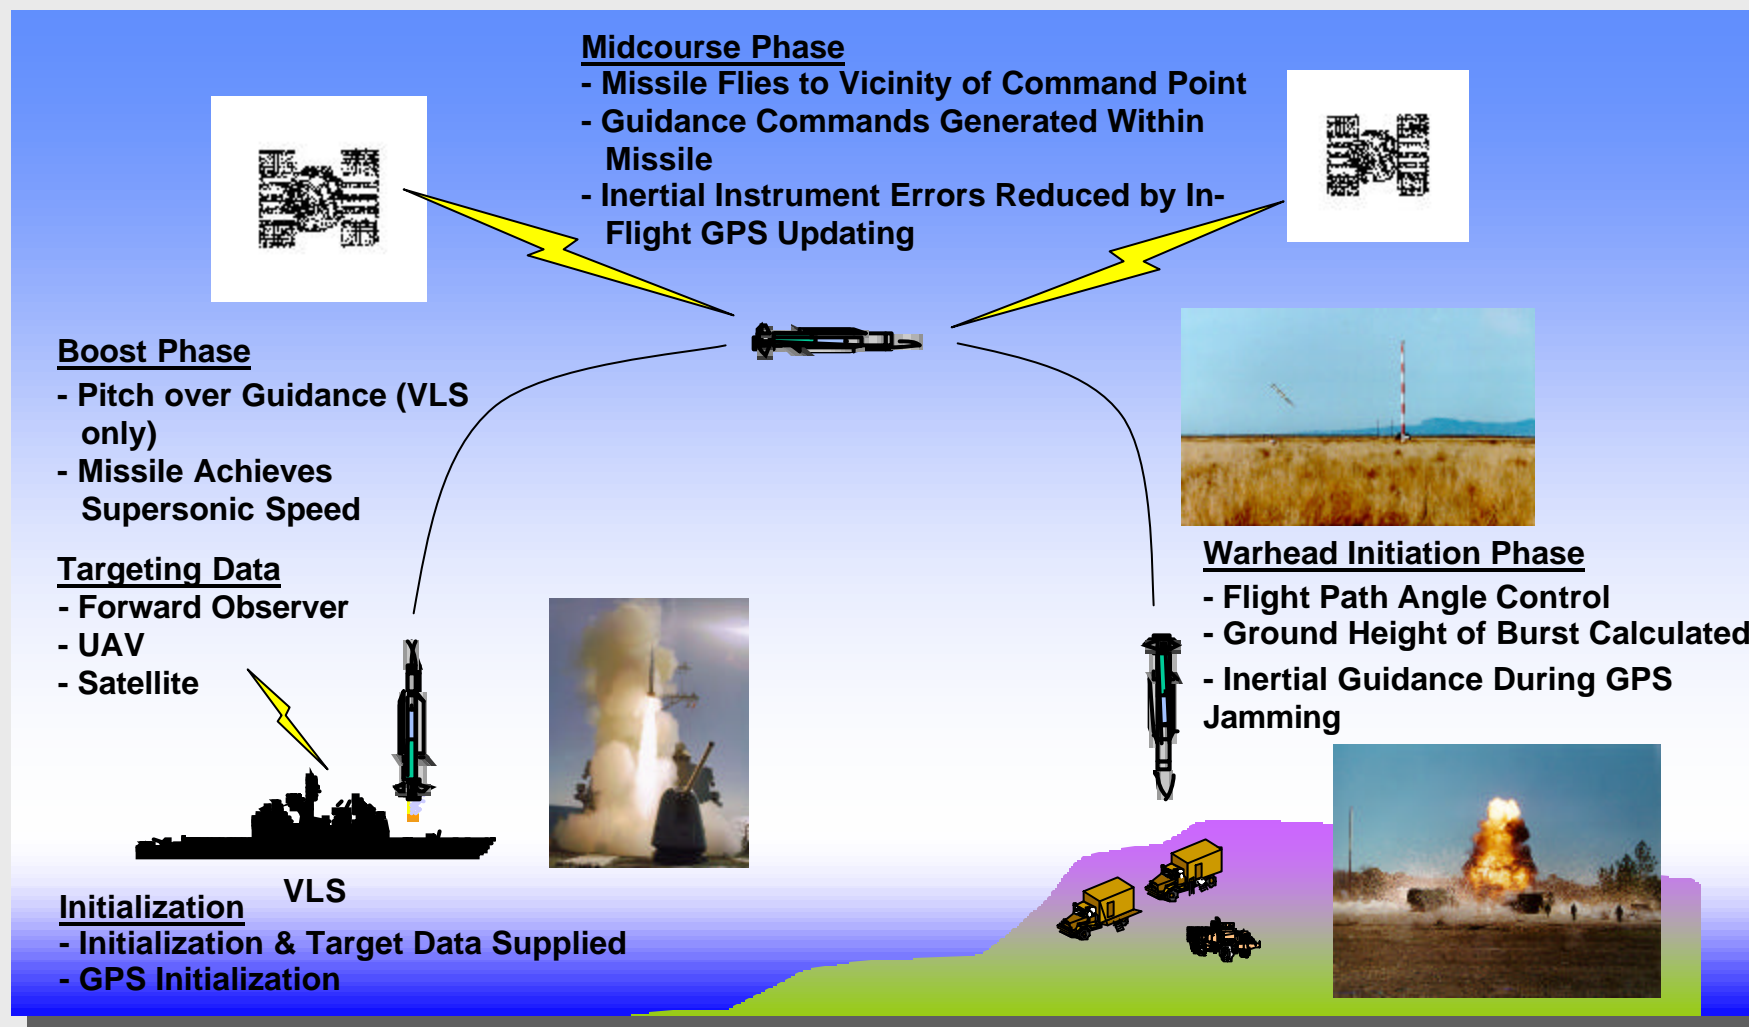 Midcourse Phase
- Missile Flies to Vicinity of Command Point
- Guidance Commands Generated Within
Missile
- Inertial Instrument Errors Reduced by In-
Flight GPS Updating
Boost Phase
- Pitch over Guidance (VLS
only)
- Missile Achieves
Supersonic Speed
Targeting Data
- Forward Observer
- UAV
- Satellite
Warhead Initiation Phase
- Flight Path Angle Control
- Ground Height of Burst Calculated
- Inertial Guidance During GPS
Jamming
VLS
Initialization
- Initialization & Target Data Supplied
- GPS Initialization